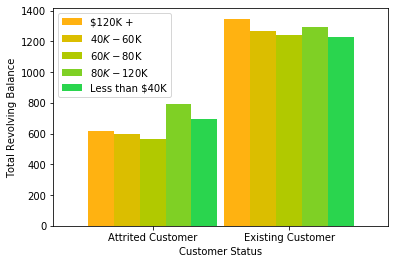 1400
1200
1000
800
600
400
200
0
Total Revolving Balance
$120K +
40K − 60K
60K − 80K
80K − 120K
Less than $40K
Attrited Customer
Existing Customer
Customer Status